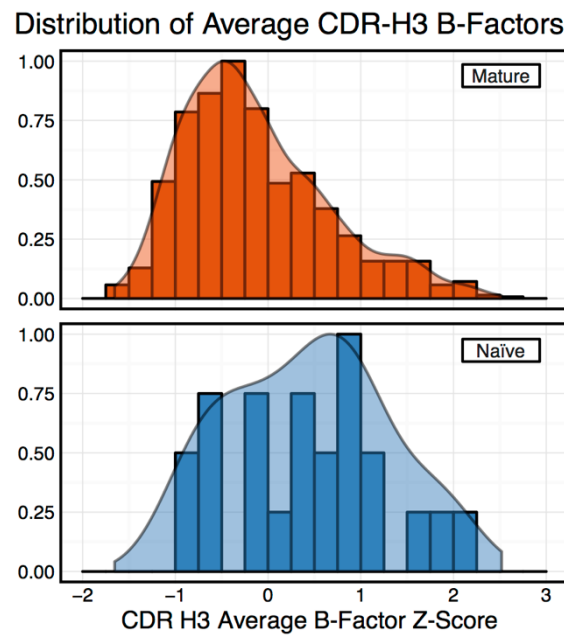 Distribution of Average CDR-H3 B-Factors
Mature
1.00
0.75
0.50
0.25
0.00
Naïve
1.00
0.75
0.50
0.25
0.00
−2 −1 0 1 2 3
CDR H3 Average B-Factor Z-Score